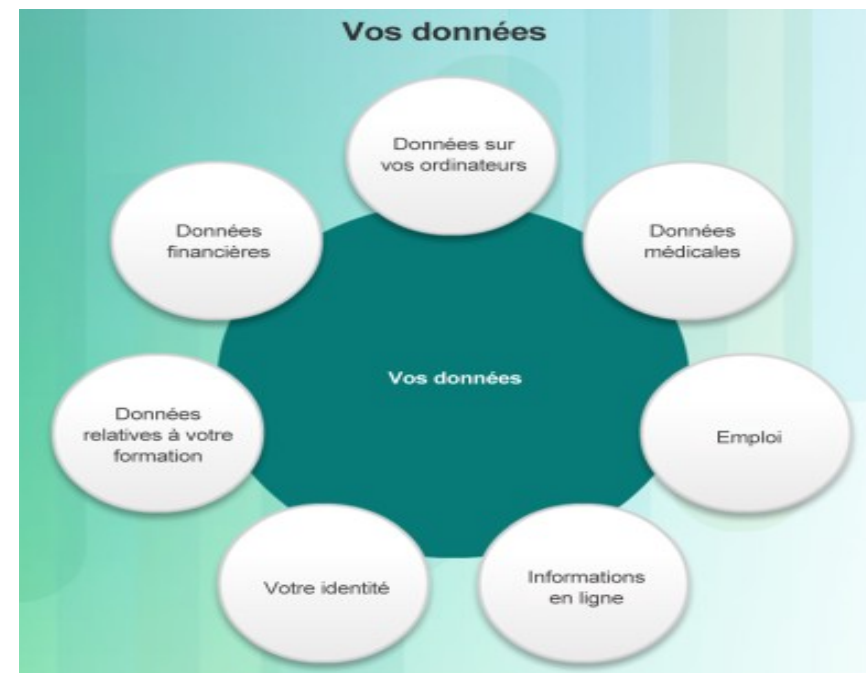 Vos données
Données sur
vos ordinateurs
Données
médicales
Emploi
Informations
en ligne
Votre identité
Données
relatives à votre
formation
Données
financières
Vos données